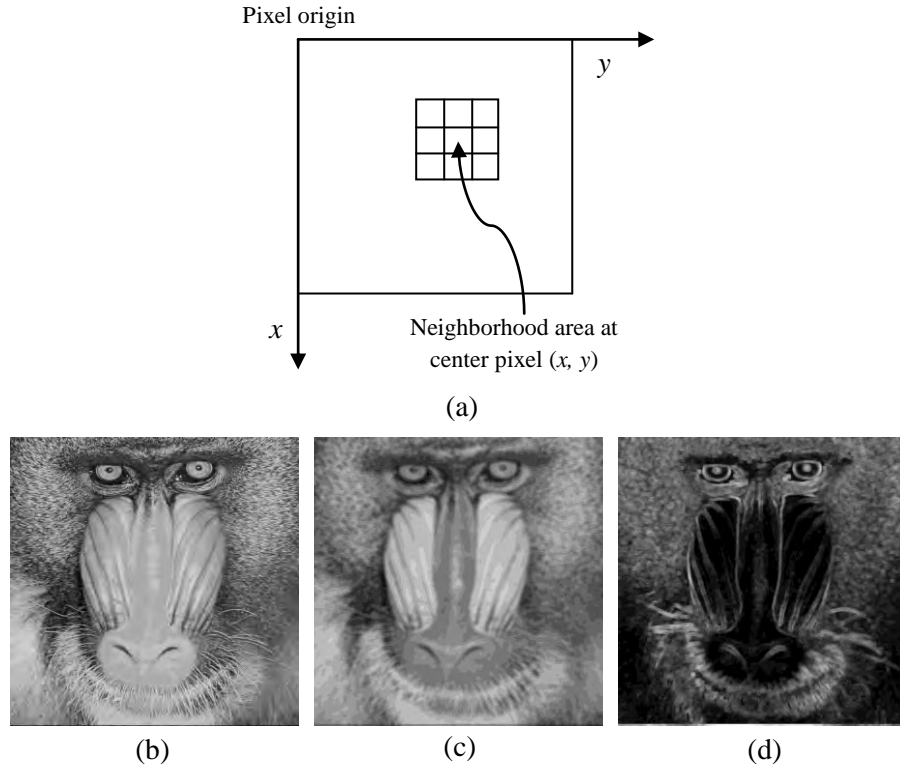 Pixel origin
y
x
Neighborhood area at
center pixel (x, y)
(a)
(b)
(c)
(d)